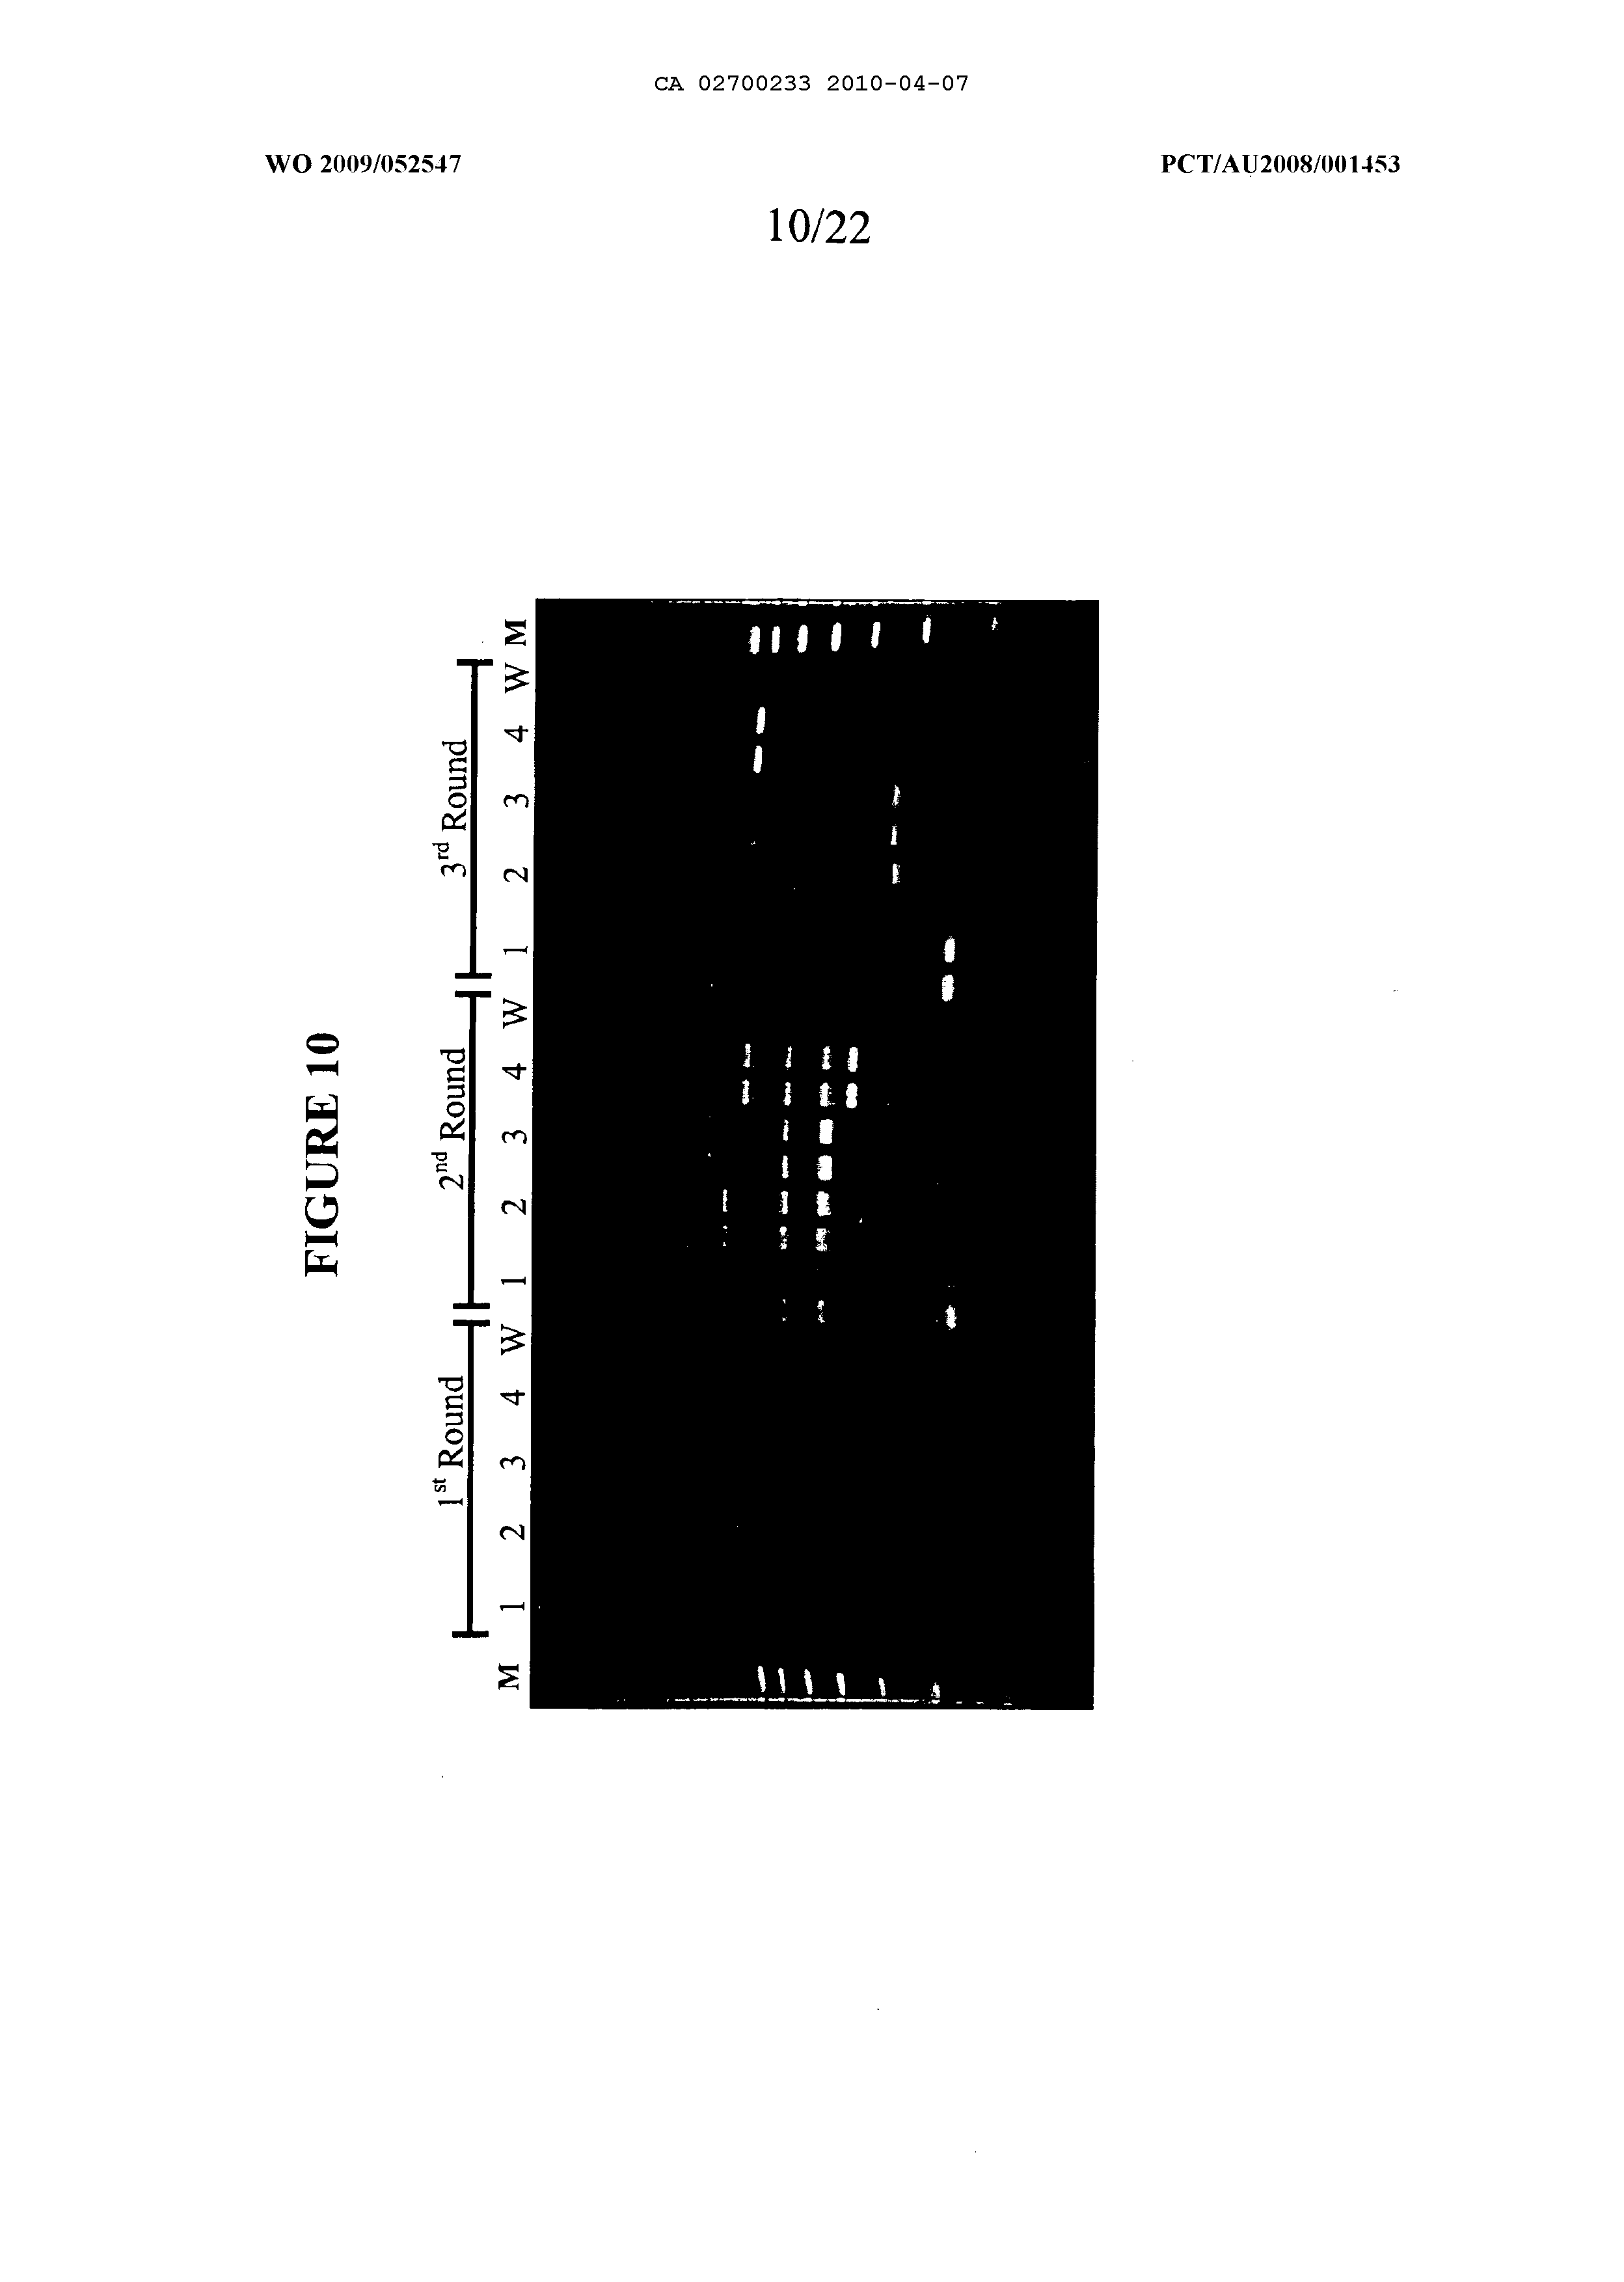 CA 02700233 2010-04-07
WO 2009/052547
PCT/AU2008/001453
10/22
FIGURE 10
1st Round 2nd Round 3rd Round
M 1 2 3 4 W 1 2 3 4 W 1 2 3 4 W M